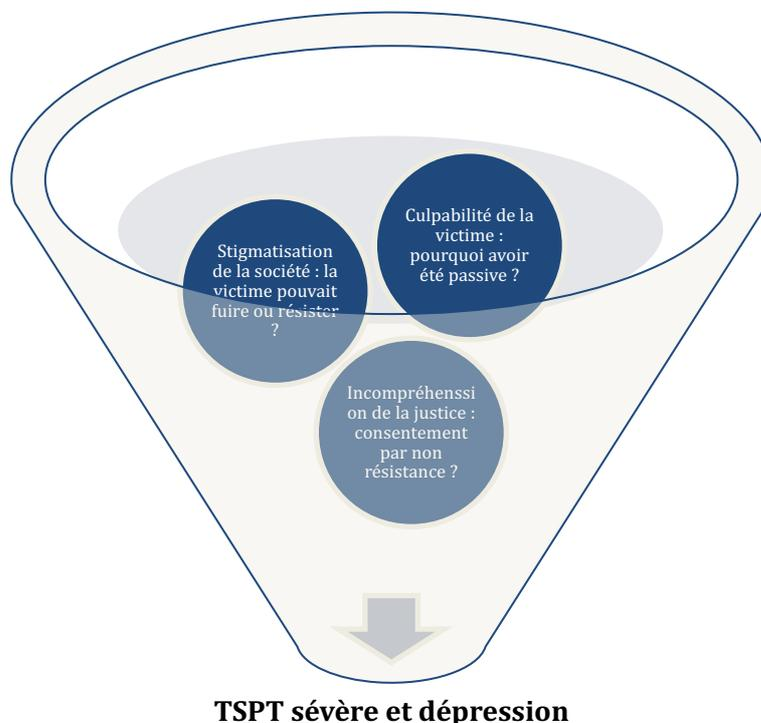 Stigmatisation
de la société : la
victime pouvait
fuire ou résister
?
Culpabilité de la
victime :
pourquoi avoir
été passive ?
Incompréhenssi
on de la justice :
consentement
par non
résistance ?
TSPT sévère et dépression